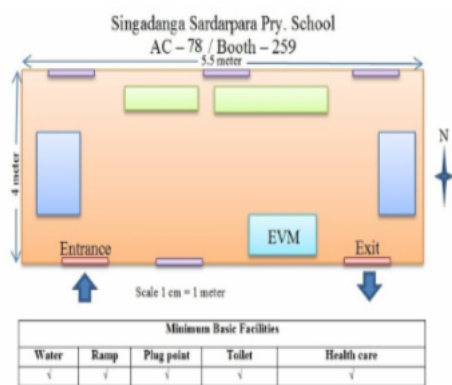 Singadanga Sardarpara Pry. School
AC – 78 / Booth – 259
5.5 meter
4 meter
N
EVM
Entrance
Exit
Scale 1 cm = 1 meter
Minimum Basic Facilities
Water Ramp Plug point Toilet Health care
√ √ √ √ √